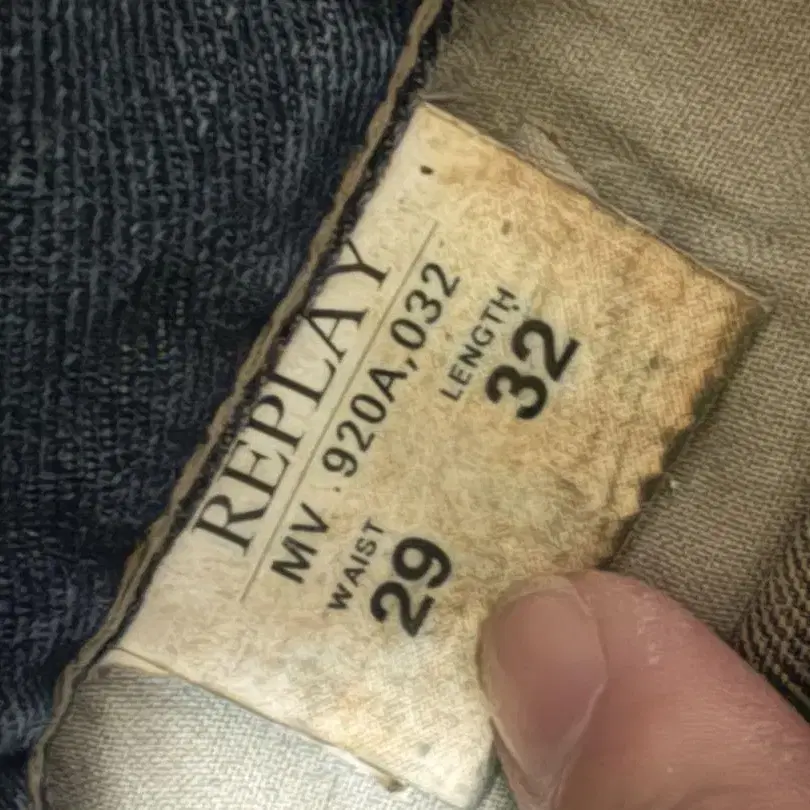 REPLAY
MV 920A,032
WAIST LENGTH
29 32